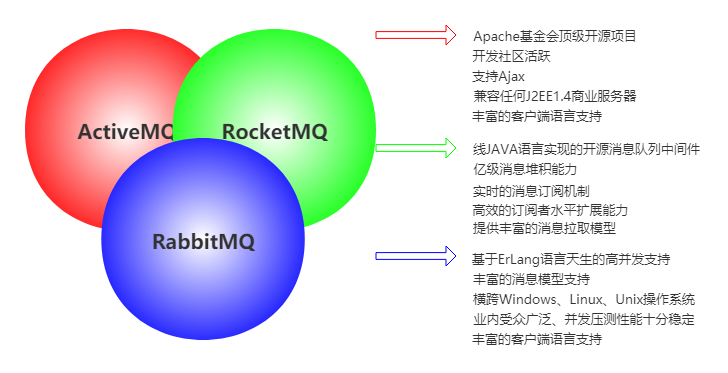 ActiveMQ
RocketMQ
RabbitMQ
Apache基金会顶级开源项目
开发社区活跃
支持Ajax
兼容任何J2EE1.4商业服务器
丰富的客户端语言支持
线JAVA语言实现的开源消息队列中间件
亿级消息堆积能力
实时的消息订阅机制
高效的订阅者水平扩展能力
提供丰富的消息拉取模型
基于ErLang语言天生的高并发支持
丰富的消息模型支持
横跨Windows、Linux、Unix操作系统
业内受众广泛、并发压测性能十分稳定
丰富的客户端语言支持